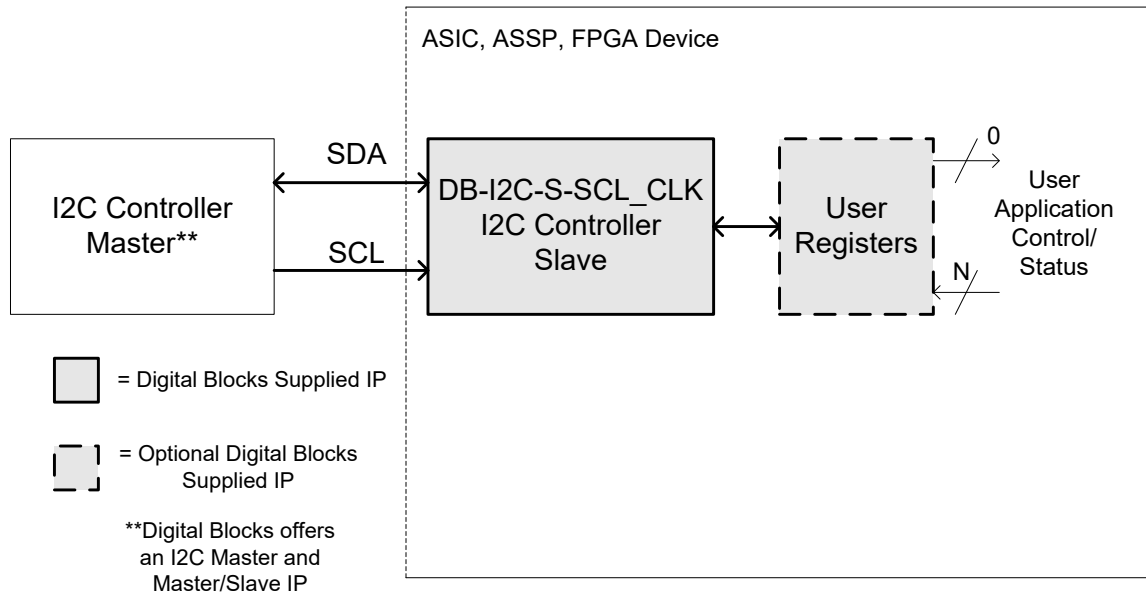 ASIC, ASSP, FPGA Device
I2C Controller
Master**
SDA
SCL
DB-I2C-S-SCL_CLK
I2C Controller
Slave
User
Registers
0
N
User
Application
Control/
Status
= Digital Blocks Supplied IP
= Optional Digital Blocks
Supplied IP
**Digital Blocks offers
an I2C Master and
Master/Slave IP